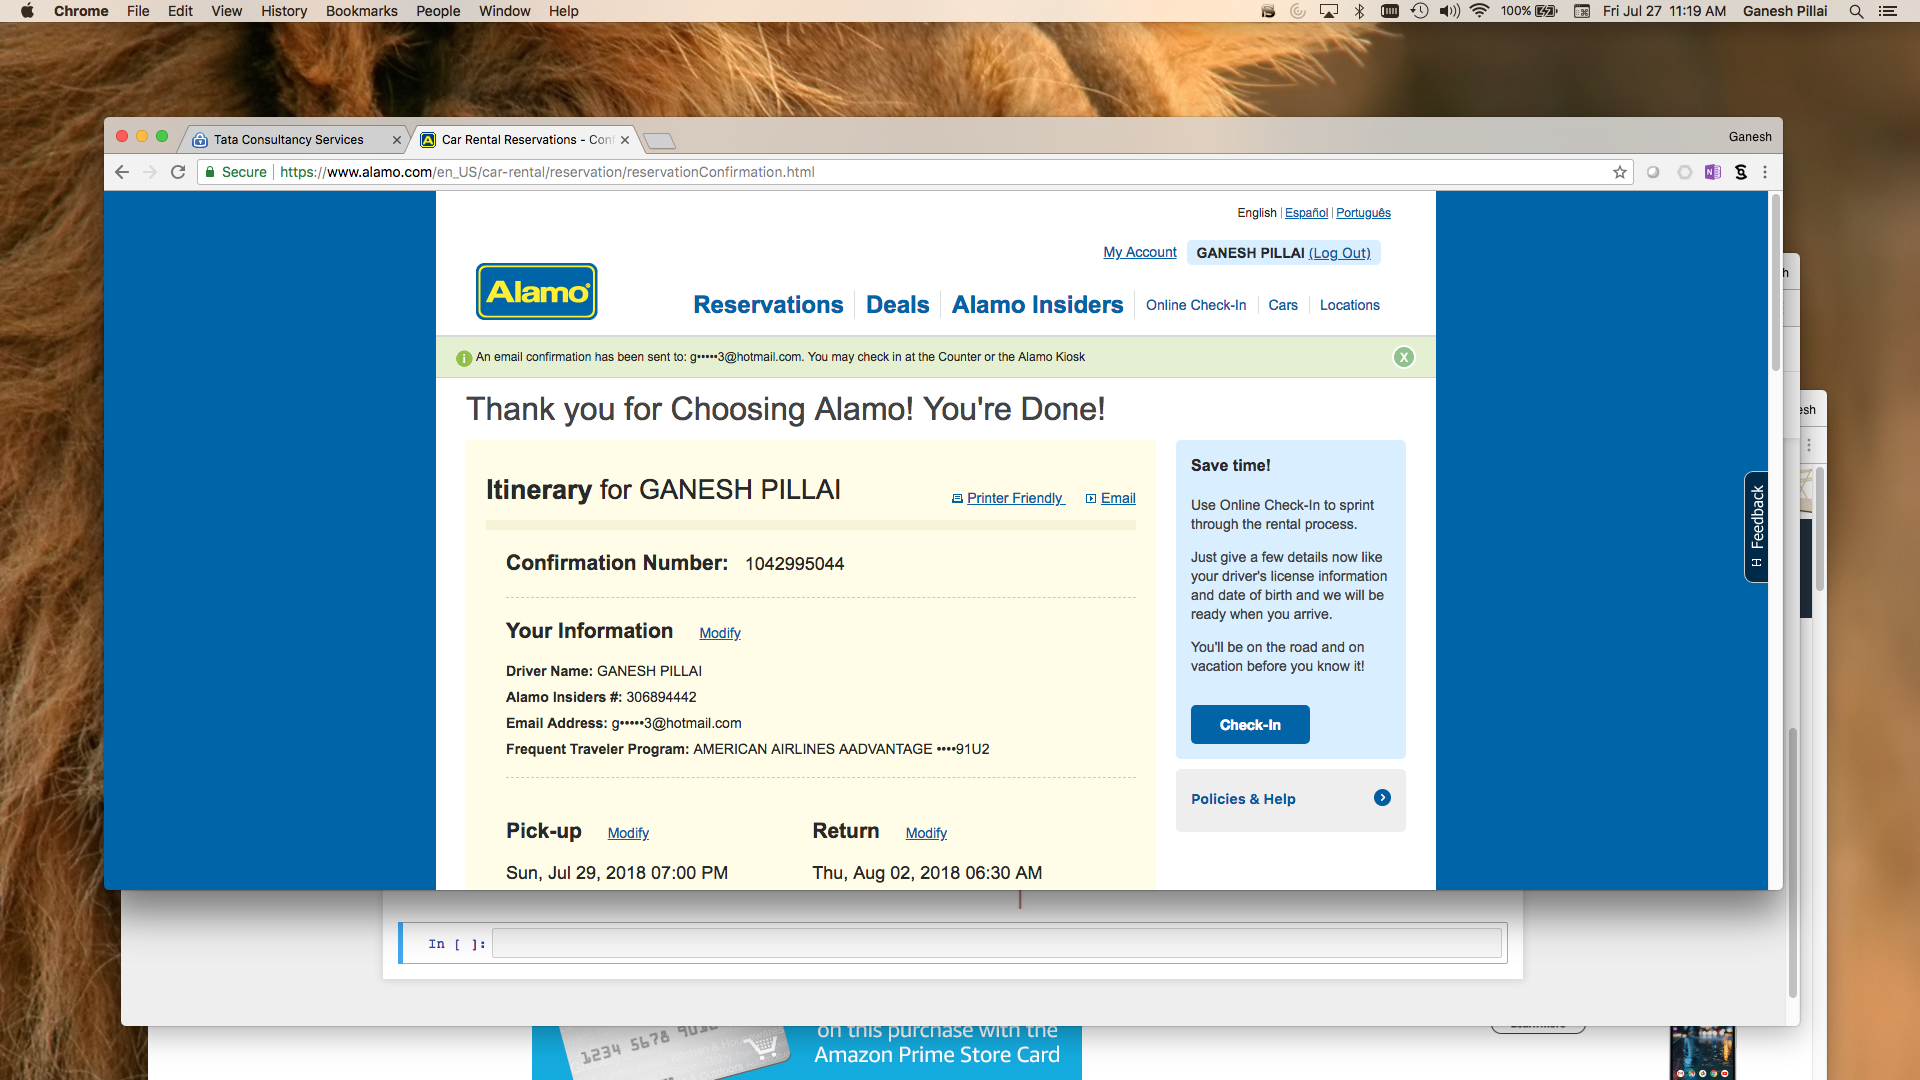 Chrome File Edit View History Bookmarks People Window Help
100% Fri Jul 27 11:19 AM Ganesh Pillai
Tata Consultancy Services
Car Rental Reservations - Conf
Ganesh
Secure https://www.alamo.com/en_US/car-rental/reservation/reservationConfirmation.html
English | Español | Português
My Account GANESH PILLAI (Log Out)
Alamo
Reservations Deals Alamo Insiders Online Check-In Cars Locations
An email confirmation has been sent to: g•••••3@hotmail.com. You may check in at the Counter or the Alamo Kiosk
X
Thank you for Choosing Alamo! You're Done!
Itinerary for GANESH PILLAI
Printer Friendly Email
Confirmation Number: 1042995044
Your Information Modify
Driver Name: GANESH PILLAI
Alamo Insiders #: 306894442
Email Address: g•••••3@hotmail.com
Frequent Traveler Program: AMERICAN AIRLINES AADVANTAGE ••••91U2
Pick-up Modify
Sun, Jul 29, 2018 07:00 PM
Return Modify
Thu, Aug 02, 2018 06:30 AM
Save time!
Use Online Check-In to sprint
through the rental process.
Just give a few details now like
your driver's license information
and date of birth and we will be
ready when you arrive.
You'll be on the road and on
vacation before you know it!
Check-In
Policies & Help
Feedback
h
esh
In [ ]:
1234 5678
on this purchase with the
Amazon Prime Store Card